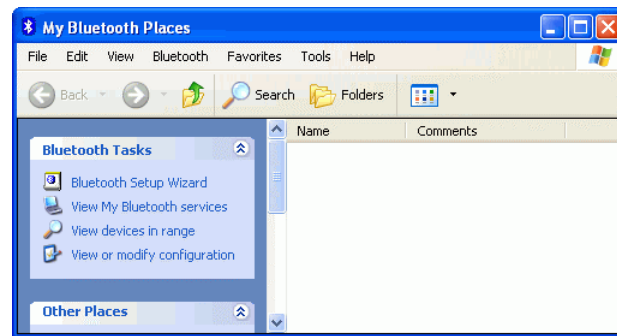 My Bluetooth Places
File Edit View Bluetooth Favorites Tools Help
Back Search Folders
Name Comments
Bluetooth Tasks
Bluetooth Setup Wizard
View My Bluetooth services
View devices in range
View or modify configuration
Other Places